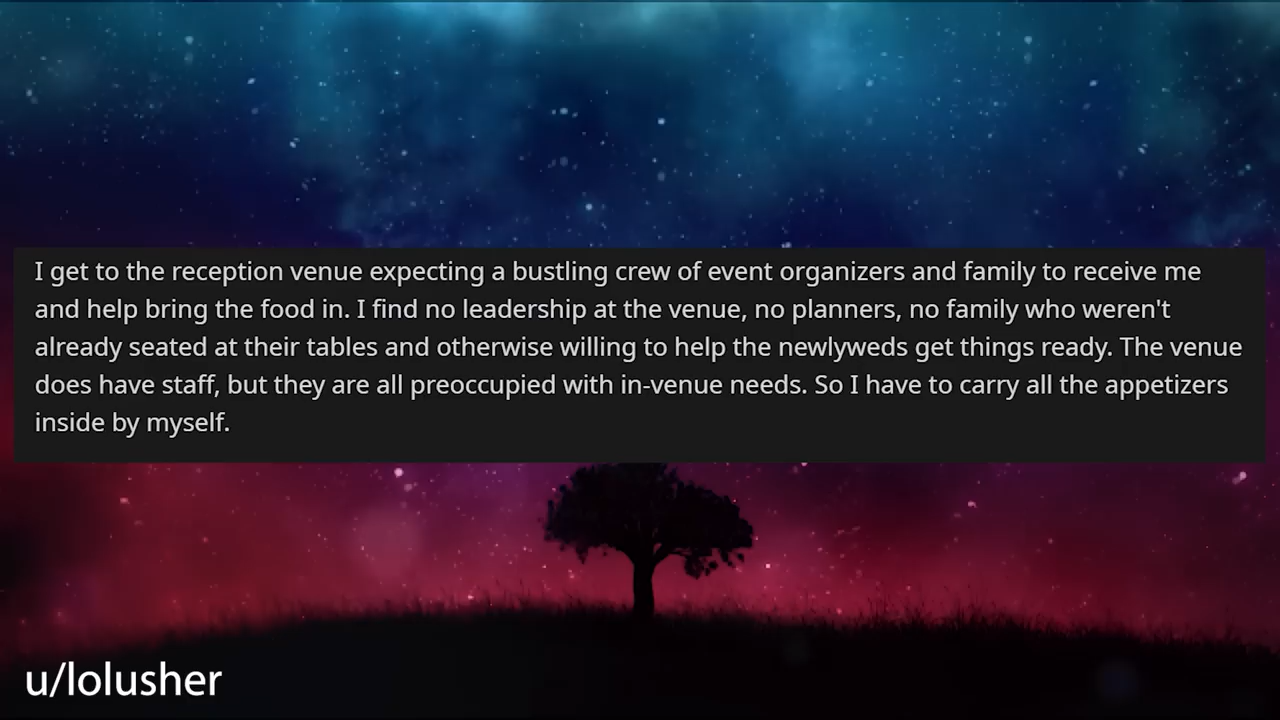 I get to the reception venue expecting a bustling crew of event organizers and family to receive me
and help bring the food in. I find no leadership at the venue, no planners, no family who weren't
already seated at their tables and otherwise willing to help the newlyweds get things ready. The venue
does have staff, but they are all preoccupied with in-venue needs. So I have to carry all the appetizers
inside by myself.
u/lolusher